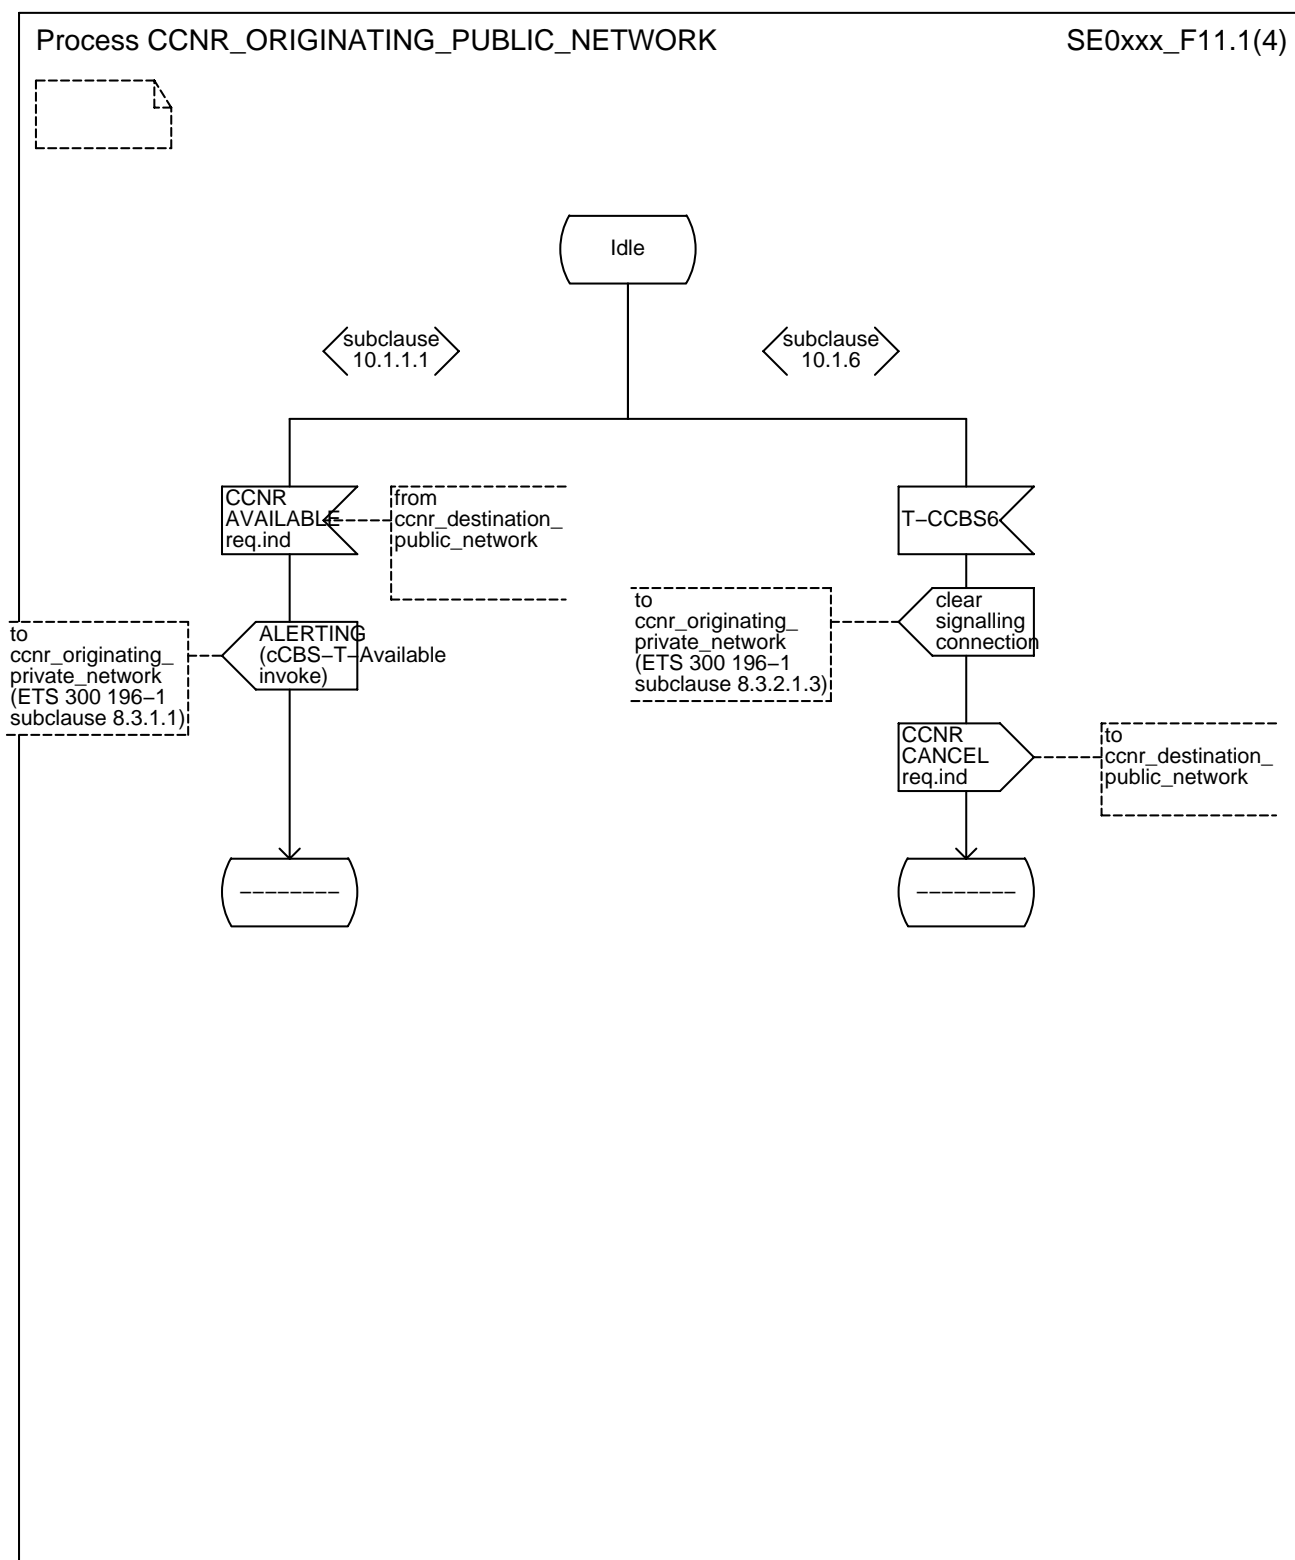 Process CCNR_ORIGINATING_PUBLIC_NETWORK
SE0xxx_F11.1(4)
Idle
subclause
10.1.1.1
subclause
10.1.6
CCNR
AVAILABLE
req.ind
from
ccnr_destination_
public_network
T–CCBS6
to
ccnr_originating_
private_network
(ETS 300 196–1
subclause 8.3.1.1)
ALERTING
(cCBS–T–Available
invoke)
to
ccnr_originating_
private_network
(ETS 300 196–1
subclause 8.3.2.1.3)
clear
signalling
connection
CCNR
CANCEL
req.ind
to
ccnr_destination_
public_network